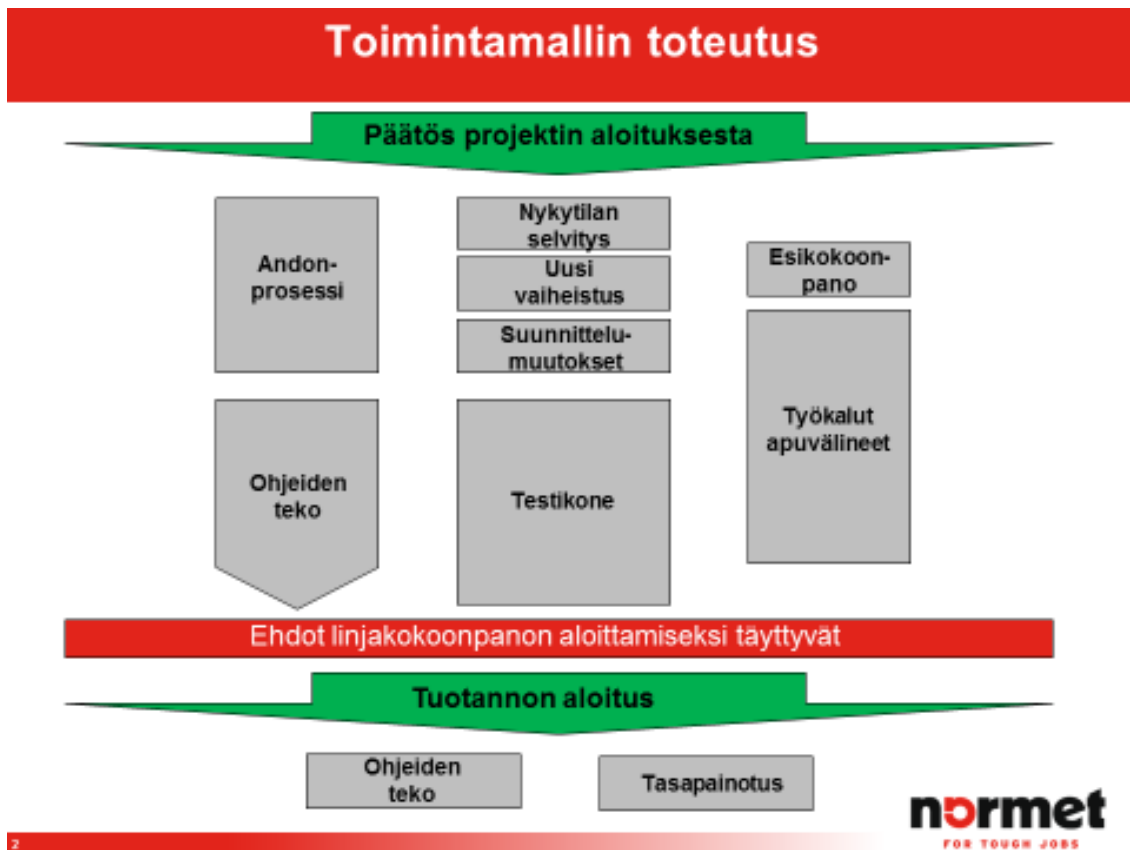 Toimintamallin toteutus
Päätös projektin aloituksesta
Andon-
prosessi
Ohjeiden
teko
Nykytilan
selvitys
Uusi
vaiheistus
Suunnittelu-
muutokset
Testikone
Esikokoon-
pano
Työkalut
apuvälineet
Ehdot linjakokoonpanon aloittamiseksi täyttyvät
Tuotannon aloitus
Ohjeiden
teko
Tasapainotus
normet
FOR TOUGH JOBS
2